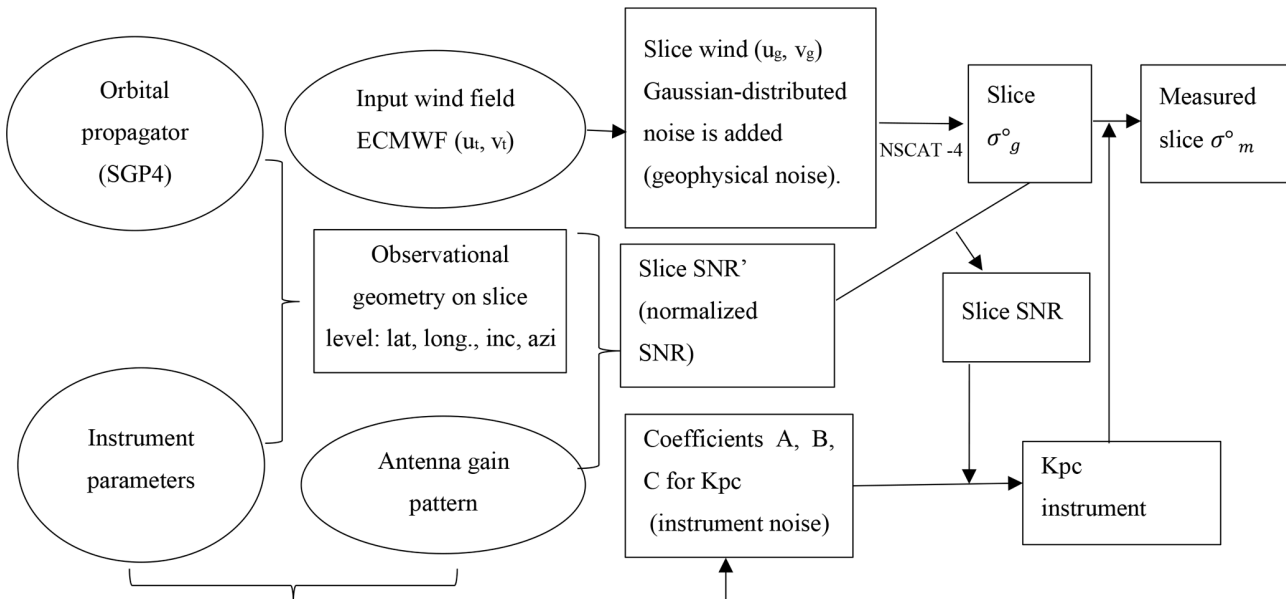 Orbital
propagator
(SGP4)
Input wind field
ECMWF (uₜ, vₜ)
Slice wind (u₉, v₉)
Gaussian-distributed
noise is added
(geophysical noise).
NSCAT -4
Slice
σ°g
Measured
slice σ°m
Observational
geometry on slice
level: lat, long., inc, azi
Slice SNR’
(normalized
SNR)
Slice SNR
Instrument
parameters
Antenna gain
pattern
Coefficients A, B,
C for Kpc
(instrument noise)
Kpc
instrument